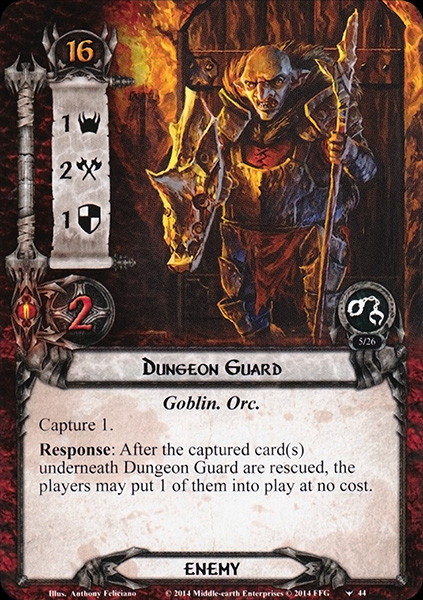 16
1
2
1
2
5/26
Dungeon Guard
Goblin. Orc.
Capture 1.
Response: After the captured card(s)
underneath Dungeon Guard are rescued, the
players may put 1 of them into play at no cost.
ENEMY
Illus. Anthony Feliciano © 2014 Middle-earth Enterprises © 2014 FFG 44